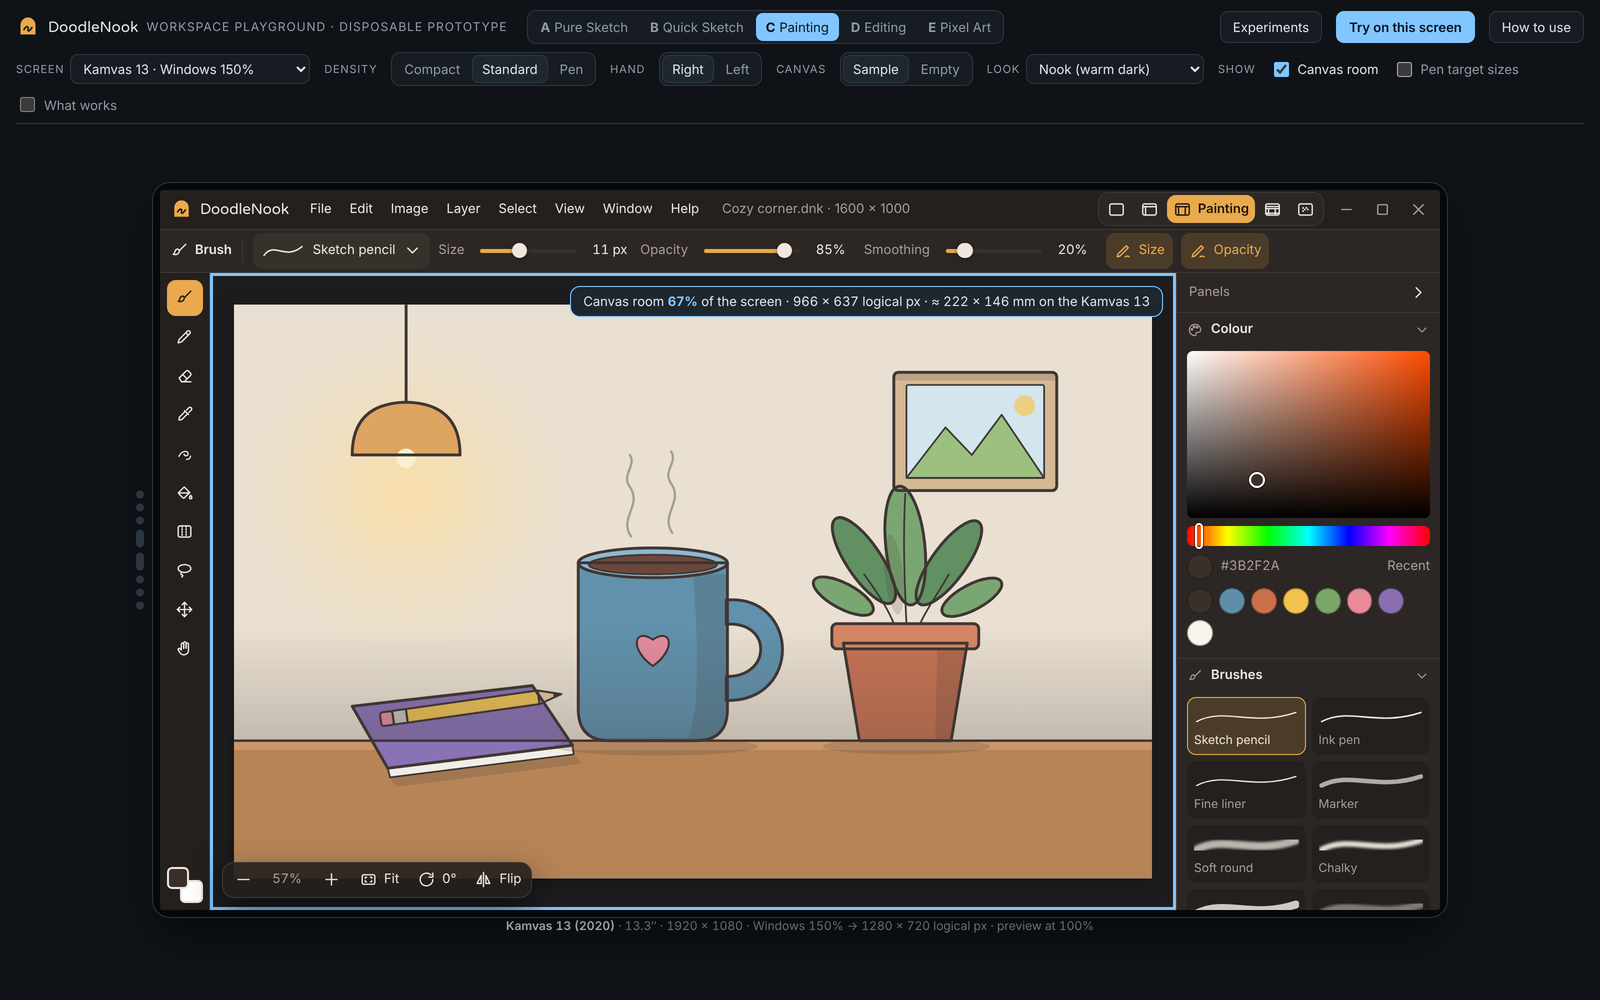 DoodleNook WORKSPACE PLAYGROUND · DISPOSABLE PROTOTYPE A Pure Sketch B Quick Sketch C Painting D Editing E Pixel Art Experiments Try on this screen How to use
SCREEN Kamvas 13 · Windows 150% DENSITY Compact Standard Pen HAND Right Left CANVAS Sample Empty LOOK Nook (warm dark) SHOW Canvas room Pen target sizes
What works
DoodleNook File Edit Image Layer Select View Window Help Cozy corner.dnk · 1600 × 1000 Painting
Brush Sketch pencil Size 11 px Opacity 85% Smoothing 20% Size Opacity
Panels
Canvas room 67% of the screen · 966 × 637 logical px · ≈ 222 × 146 mm on the Kamvas 13
Colour
#3B2F2A Recent
Brushes
Sketch pencil Ink pen
Fine liner Marker
Soft round Chalky
57% Fit 0° Flip
Kamvas 13 (2020) · 13.3″ · 1920 × 1080 · Windows 150% → 1280 × 720 logical px · preview at 100%